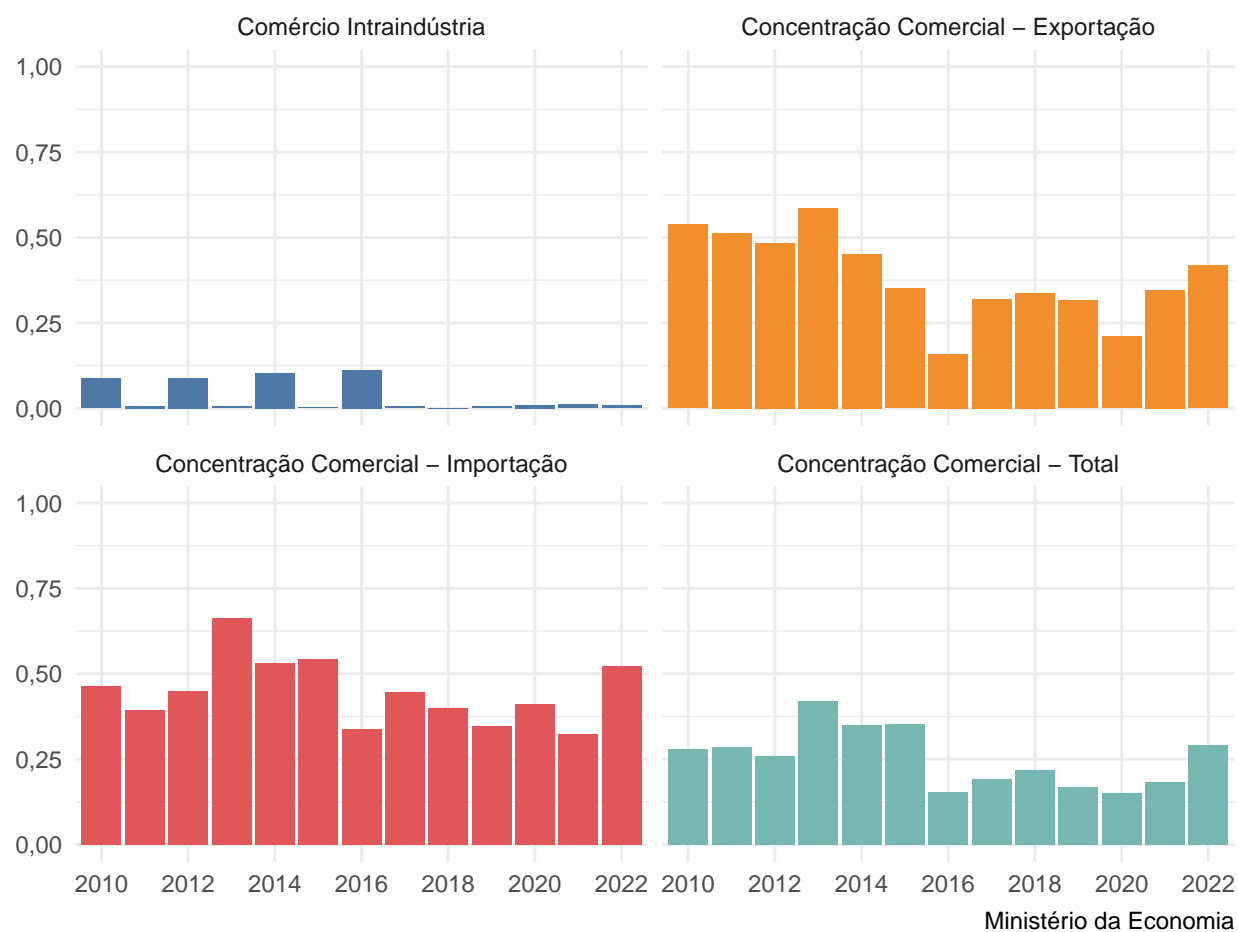 Comércio Intraindústria
Concentração Comercial – Exportação
1,00
0,75
0,50
0,25
0,00
Concentração Comercial – Importação
Concentração Comercial – Total
1,00
0,75
0,50
0,25
0,00
2010 2012 2014 2016 2018 2020 2022
2010 2012 2014 2016 2018 2020 2022
Ministério da Economia